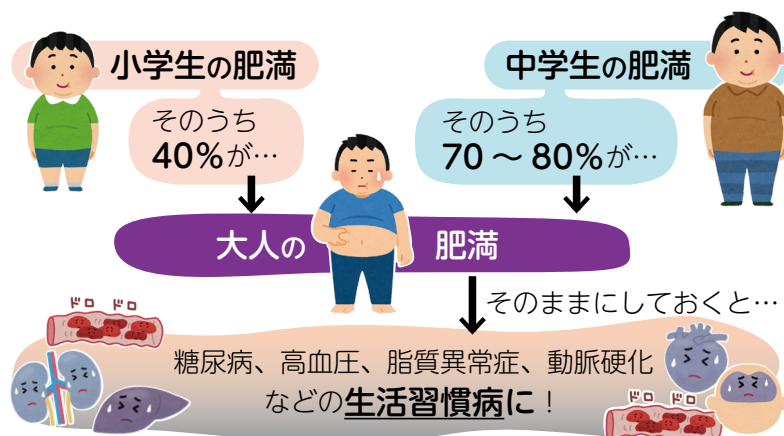 小学生の肥満
そのうち
40%が…
中学生の肥満
そのうち
70 ～ 80%が…
大人の 肥満
そのままにしておくと…
ドロ ドロ
糖尿病、高血圧、脂質異常症、動脈硬化
などの生活習慣病に！
ドロ ドロ